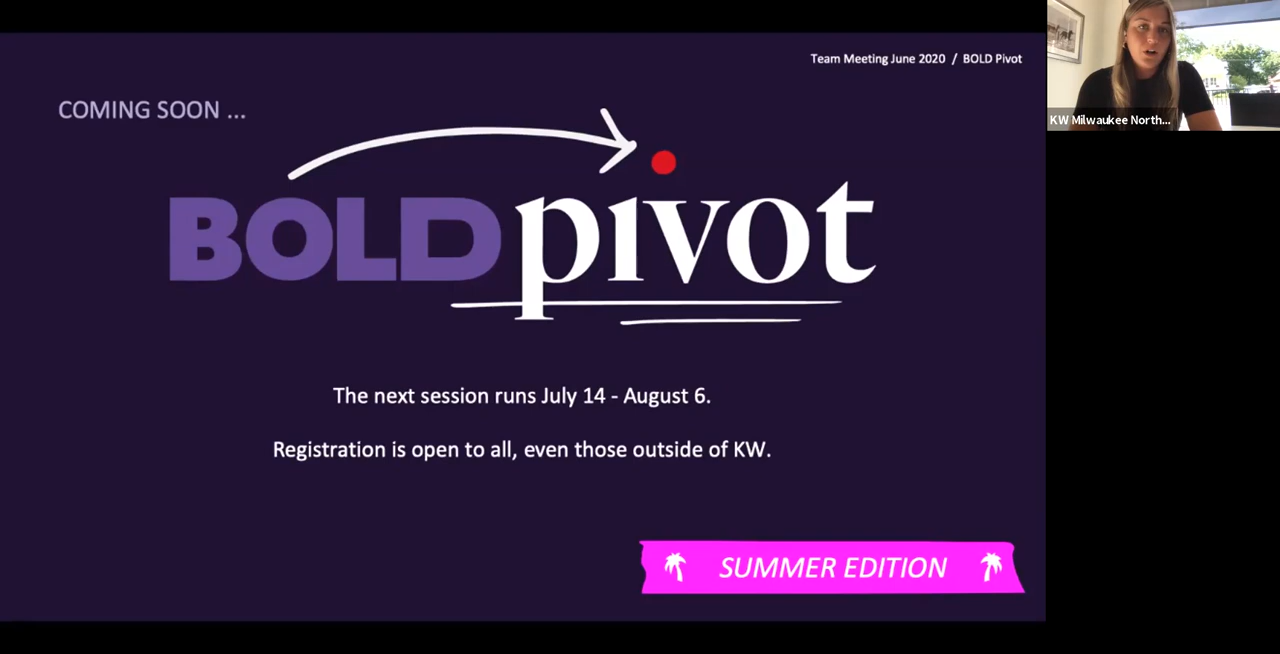 Team Meeting June 2020 / BOLD Pivot
COMING SOON ...
BOLD pivot
The next session runs July 14 - August 6.
Registration is open to all, even those outside of KW.
SUMMER EDITION
KW Milwaukee North...